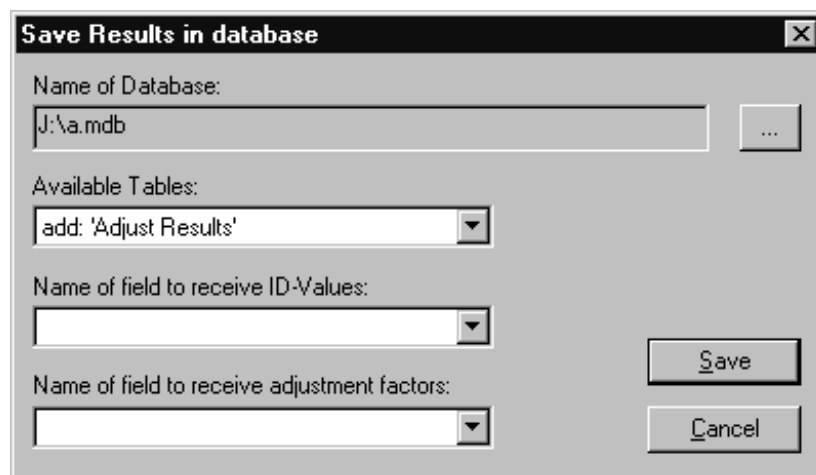 Save Results in database
Name of Database:
J:\a.mdb
...
Available Tables:
add: 'Adjust Results'
Name of field to receive ID-Values:
Save
Name of field to receive adjustment factors:
Cancel